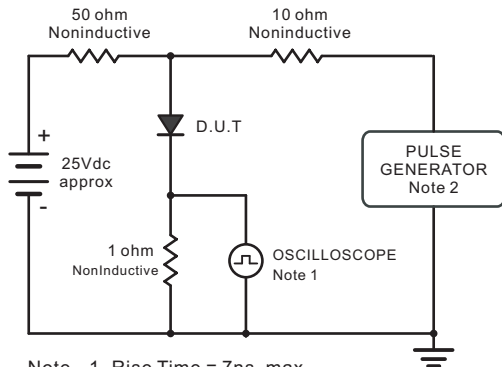 50 ohm
Noninductive
10 ohm
Noninductive
D.U.T
+
25Vdc
approx
-
PULSE
GENERATOR
Note 2
1 ohm
NonInductive
OSCILLOSCOPE
Note 1
Note 1. Rise Time = 7ns max